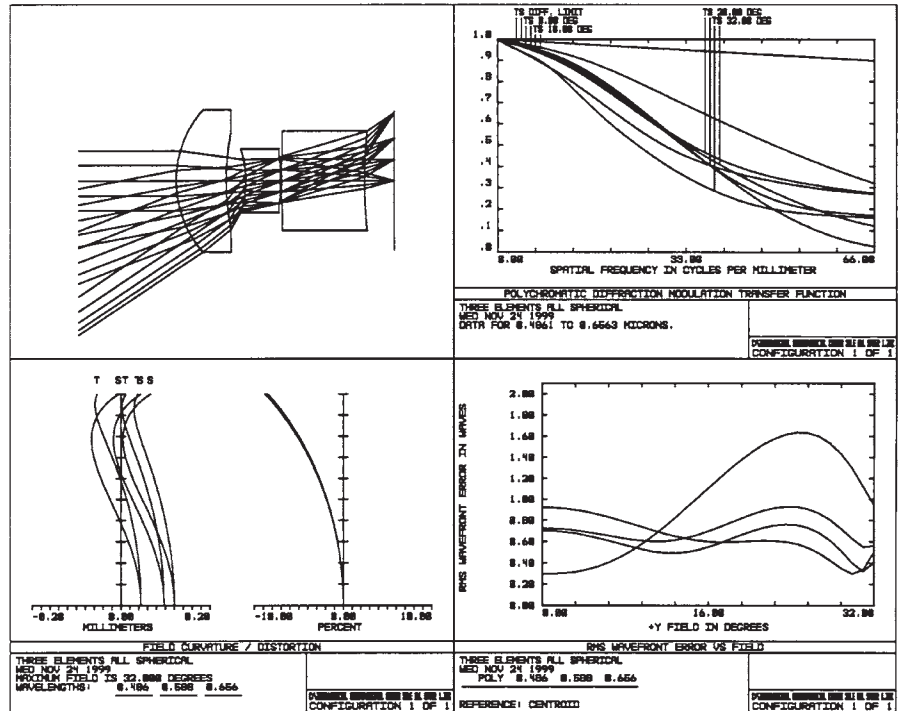 TS DIFF. LIMIT
TS 0.00 DEG
TS 18.00 DEG
TS 28.00 DEG
TS 32.00 DEG
1.0
.9
.8
.7
.6
.5
.4
.3
.2
.1
.0
0.00
33.00
66.00
SPATIAL FREQUENCY IN CYCLES PER MILLIMETER
POLYCHROMATIC DIFFRACTION MODULATION TRANSFER FUNCTION
THREE ELEMENTS ALL SPHERICAL
WED NOV 24 1999
DATA FOR 0.4861 TO 0.6563 MICRONS.
CONFIGURATION 1 OF 1
T ST TS S
-0.20
0.00
0.20
MILLIMETERS
-10.00
0.00
10.00
PERCENT
FIELD CURVATURE / DISTORTION
THREE ELEMENTS ALL SPHERICAL
WED NOV 24 1999
MAXIMUM FIELD IS 32.000 DEGREES
WAVELENGTHS: 0.486 0.588 0.656
CONFIGURATION 1 OF 1
RMS WAVEFRONT ERROR IN WAVES
2.00
1.80
1.60
1.40
1.20
1.00
0.80
0.60
0.40
0.20
0.00
0.00
16.00
32.00
+Y FIELD IN DEGREES
RMS WAVEFRONT ERROR VS FIELD
THREE ELEMENTS ALL SPHERICAL
WED NOV 24 1999
POLY 0.486 0.588 0.656
REFERENCE: CENTROID
CONFIGURATION 1 OF 1